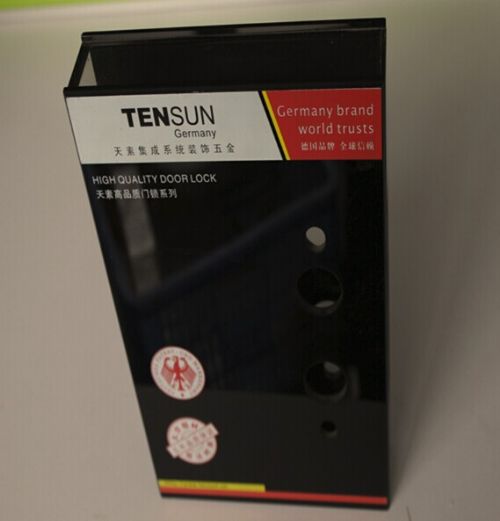 TENSUN
Germany
天素集成系统装饰五金
Germany brand
world trusts
德国品牌 全球信赖
HIGH QUALITY DOOR LOCK
天素高品质门锁系列